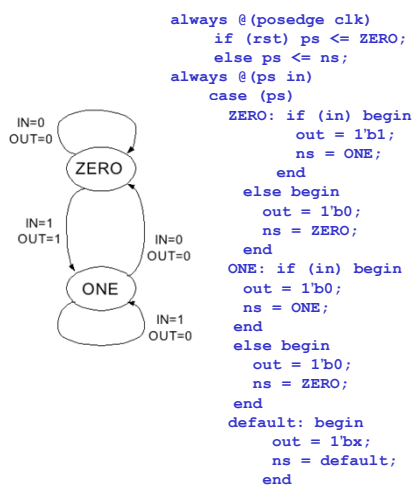 always @(posedge clk)
if (rst) ps <= ZERO;
else ps <= ns;
always @(ps in)
case (ps)
ZERO: if (in) begin
out = 1'b1;
ns = ONE;
end
else begin
out = 1'b0;
ns = ZERO;
end
ONE: if (in) begin
out = 1'b0;
ns = ONE;
end
else begin
out = 1'b0;
ns = ZERO;
end
default: begin
out = 1'bx;
ns = default;
end
IN=0
OUT=0
ZERO
IN=1
OUT=1
IN=0
OUT=0
ONE
IN=1
OUT=0